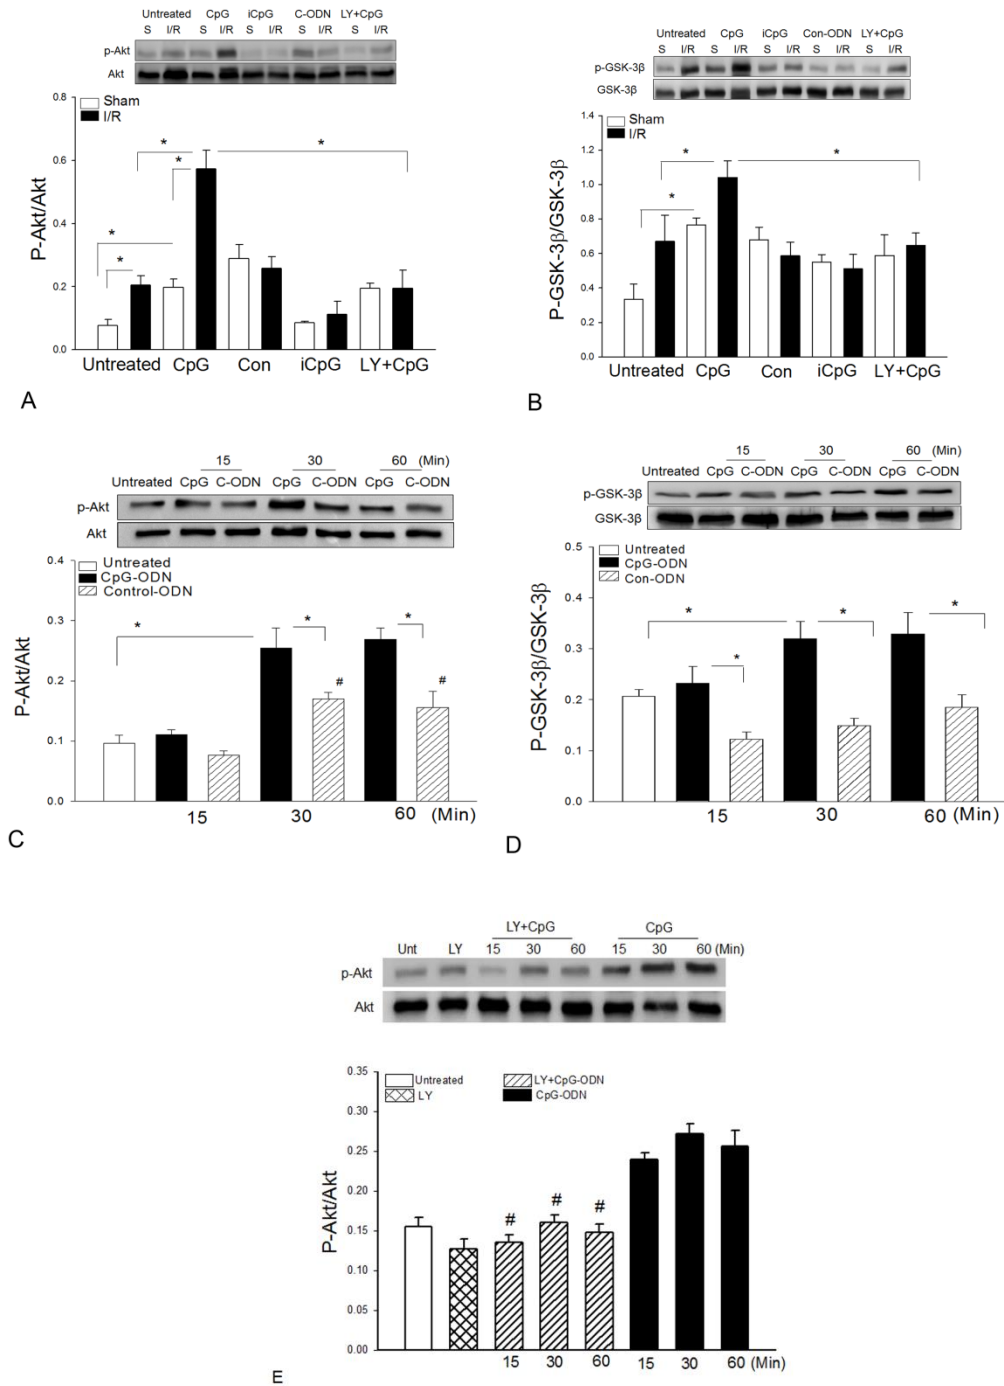 Untreated CpG iCpG C-ODN LY+CpG
S I/R S I/R S I/R S I/R S I/R
p-Akt
Akt
0.8
Sham
I/R
0.6
0.4
0.2
0.0
P-Akt/Akt
* * * * *
Untreated CpG Con iCpG LY+CpG
A
Untreated CpG iCpG Con-ODN LY+CpG
S I/R S I/R S I/R S I/R S I/R
p-GSK-3β
GSK-3β
Sham
I/R
1.4
1.2
1.0
0.8
0.6
0.4
0.2
0.0
P-GSK-3β/GSK-3β
* * *
Untreated CpG Con iCpG LY+CpG
B
15 30 60 (Min)
Untreated CpG C-ODN CpG C-ODN CpG C-ODN
p-Akt
Akt
0.4
Untreated
CpG-ODN
Control-ODN
0.3
0.2
0.1
0.0
P-Akt/Akt
* * *
# #
15 30 60 (Min)
C
15 30 60 (Min)
Untreated CpG C-ODN CpG C-ODN CpG C-ODN
p-GSK-3β
GSK-3β
0.5
Untreated
CpG-ODN
Con-ODN
0.4
0.3
0.2
0.1
0.0
P-GSK-3β/GSK-3β
* * * *
15 30 60 (Min)
D
LY+CpG CpG
Unt LY 15 30 60 15 30 60 (Min)
p-Akt
Akt
0.35
Untreated LY+CpG-ODN
LY CpG-ODN
0.30
0.25
0.20
0.15
0.10
0.05
0.00
P-Akt/Akt
# # #
15 30 60 15 30 60 (Min)
E